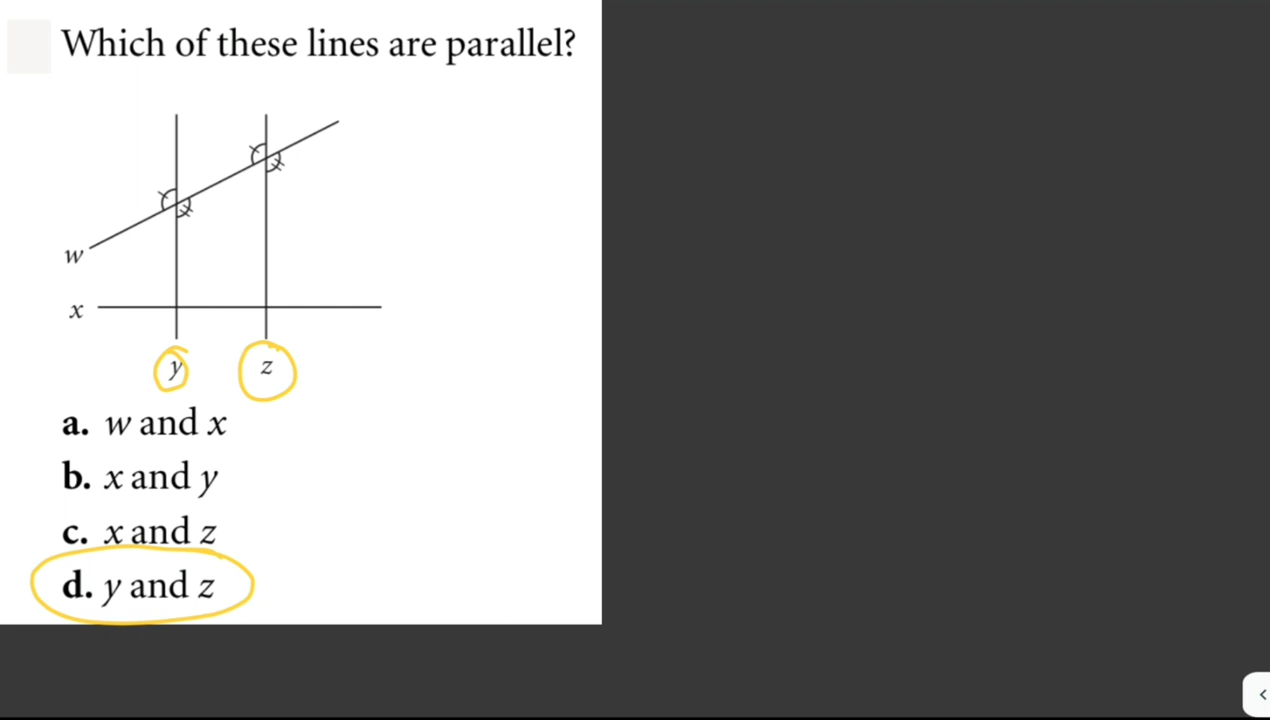 Which of these lines are parallel?
w
x
y
z
a. w and x
b. x and y
c. x and z
d. y and z